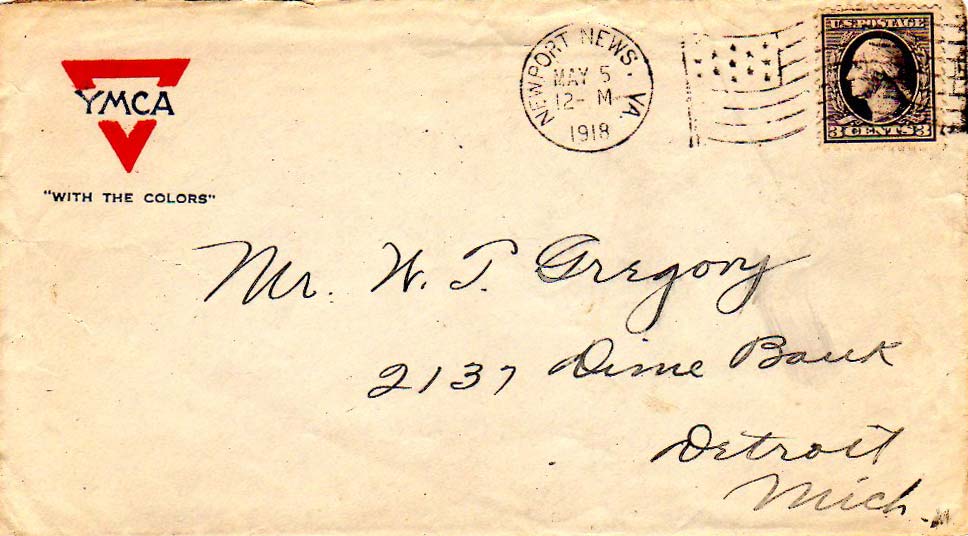 YMCA
"WITH THE COLORS"
NEWPORT NEWS, VA.
MAY 5
12- M
1918
U.S. POSTAGE
3 CENTS 3
Mr. W. T. Gregory
2137 Dime Bank
Detroit
Mich.